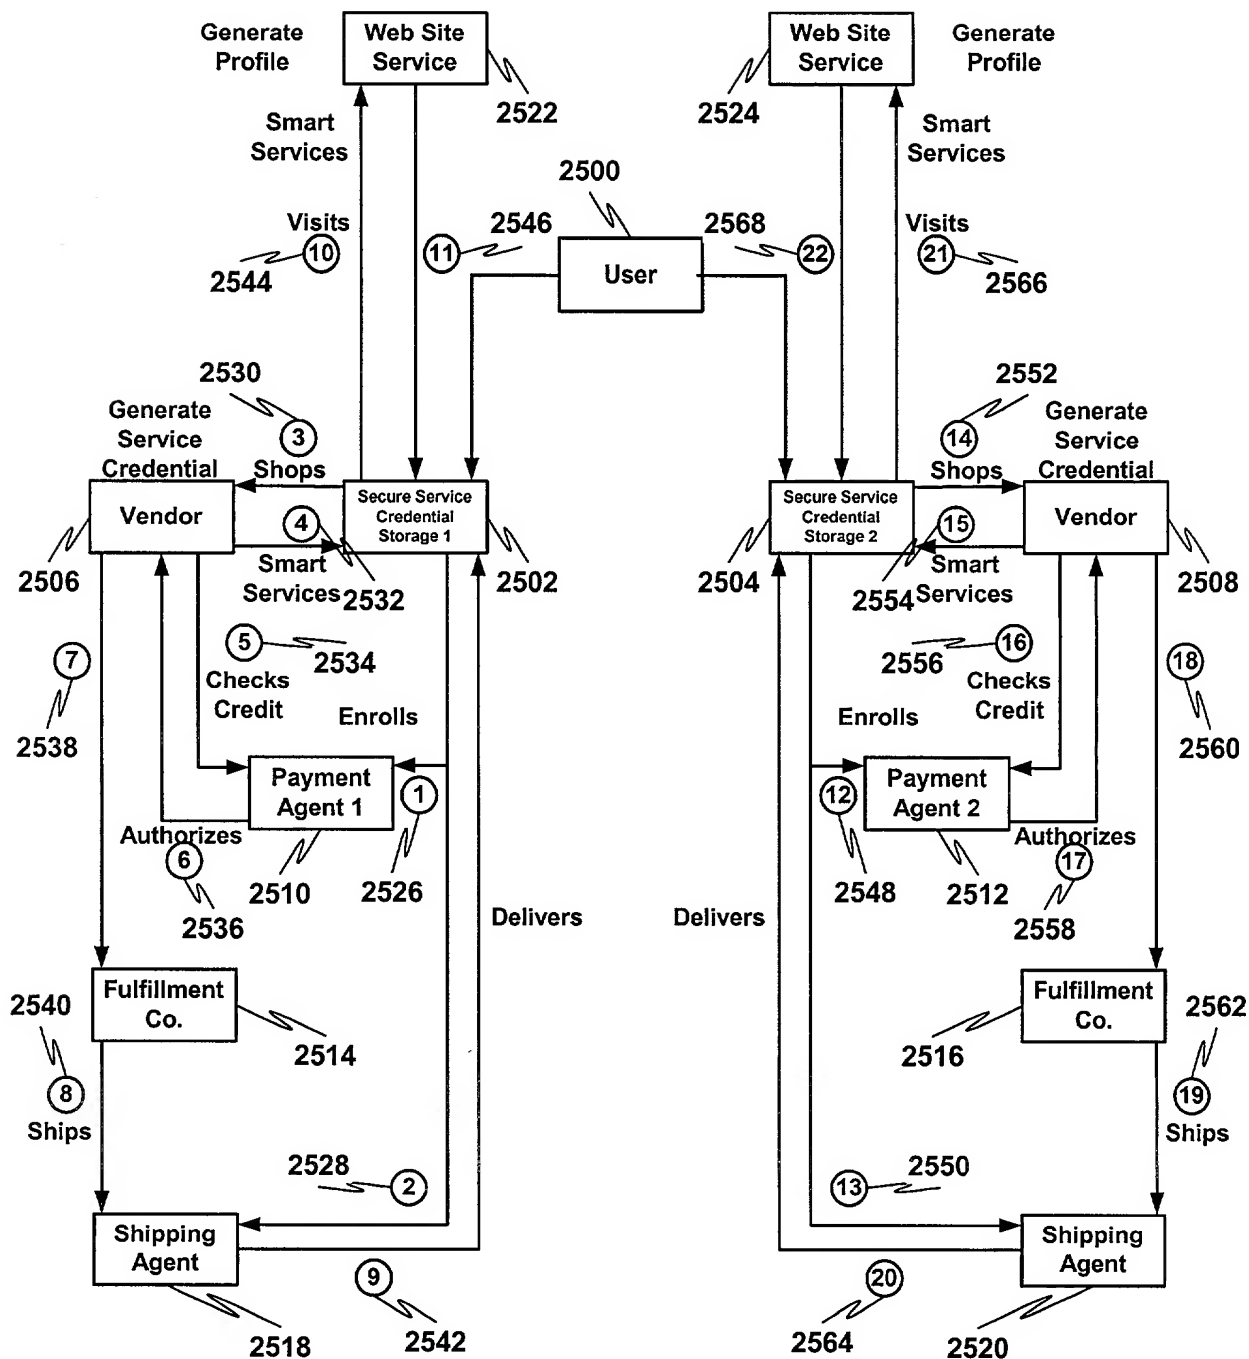 Generate
Profile
Web Site
Service
Web Site
Service
Generate
Profile
2522
2524
Smart
Services
Smart
Services
2500
Visits
10
2544
11
2546
User
2568
22
Visits
21
2566
2530
3
Generate
Service
Credential
Shops
2552
14
Shops
Generate
Service
Credential
Vendor
Secure Service
Credential
Storage 1
Secure Service
Credential
Storage 2
Vendor
4
15
2506
Smart
Services
2532
2502
2504
2554
Smart
Services
2508
7
5
2534
Checks
Credit
2556
16
Checks
Credit
18
2538
Enrolls
Enrolls
2560
Payment
Agent 1
1
12
Payment
Agent 2
Authorizes
6
2510
2526
2548
2512
Authorizes
17
2536
Delivers
Delivers
2558
Fulfillment
Co.
Fulfillment
Co.
2540
2514
2516
2562
8
Ships
19
Ships
2528
2
13
2550
Shipping
Agent
Shipping
Agent
9
20
2518
2542
2564
2520